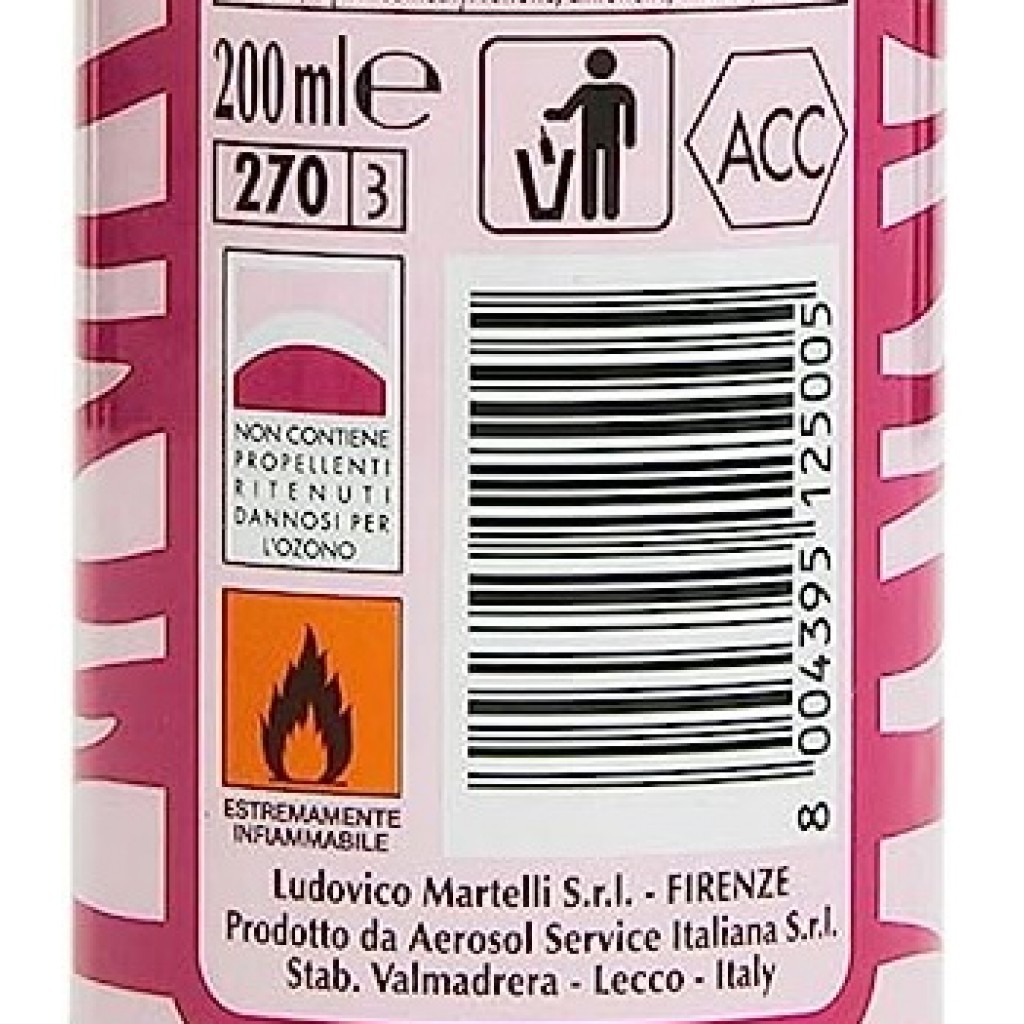 200 ml e
270 3
ACC
NON CONTIENE
PROPELLENTI
RITENUTI
DANNOSI PER
L'OZONO
ESTREMAMENTE
INFIAMMABILE
8 004395 125005
Ludovico Martelli S.r.l. - FIRENZE
Prodotto da Aerosol Service Italiana S.r.l.
Stab. Valmadrera - Lecco - Italy